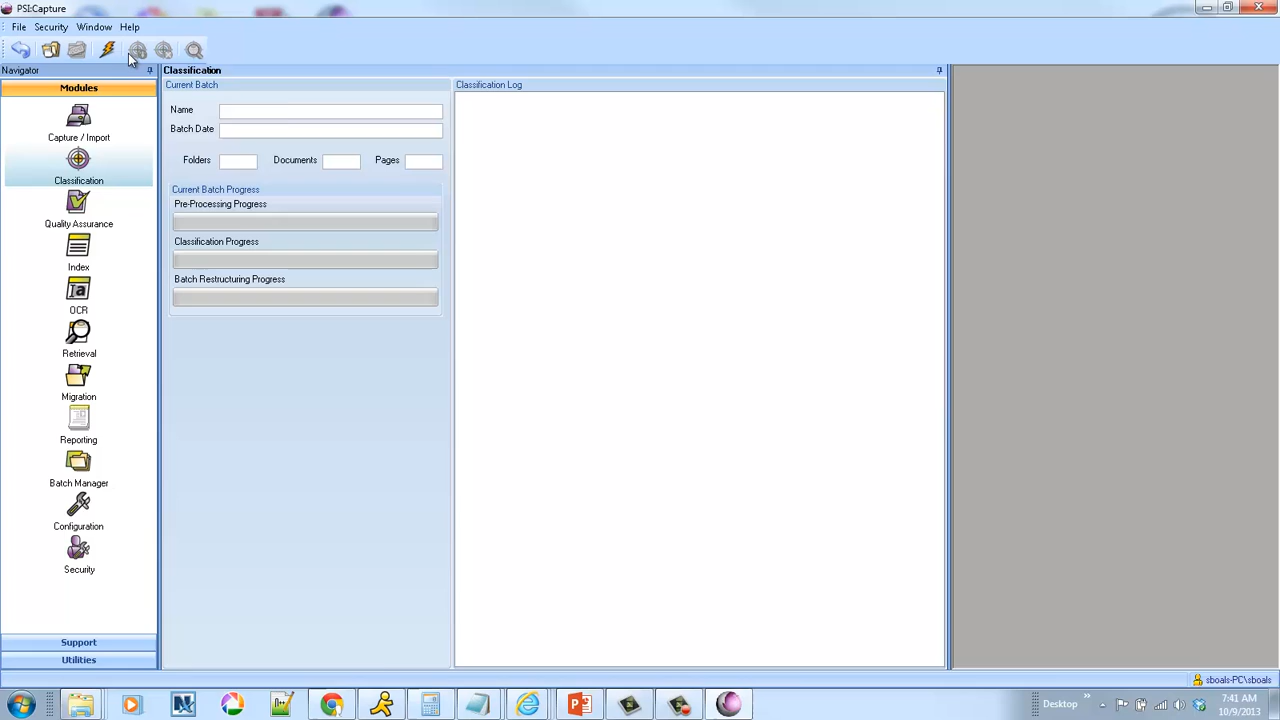 PSI:Capture
File Security Window Help
Navigator
Modules
Capture / Import
Classification
Quality Assurance
Index
OCR
Retrieval
Migration
Reporting
Batch Manager
Configuration
Security
Support
Utilities
Classification
Current Batch
Name
Batch Date
Folders Documents Pages
Current Batch Progress
Pre-Processing Progress
Classification Progress
Batch Restructuring Progress
Classification Log
sboals-PC\sboals
Desktop
7:41 AM
10/9/2013